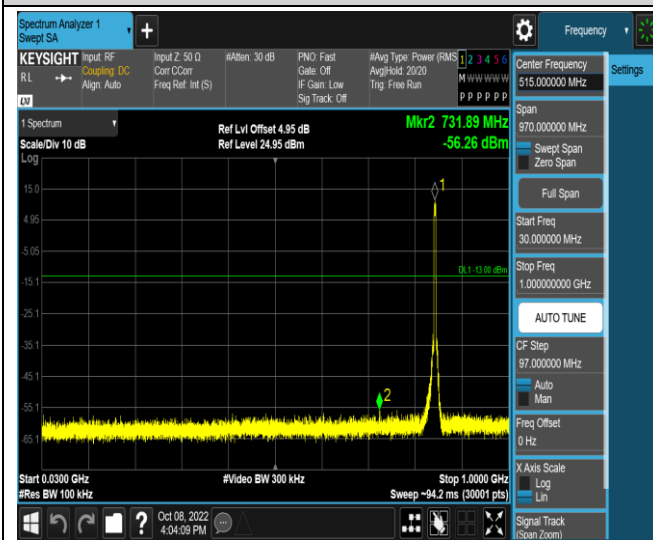 Spectrum Analyzer 1
Swept SA
+
Frequency
KEYSIGHT
RL
LXI
Input: RF
Coupling: DC
Align: Auto
Input Z: 50 Ω
Corr CCorr
Freq Ref: Int (S)
#Atten: 30 dB
PNO: Fast
Gate: Off
IF Gain: Low
Sig Track: Off
#Avg Type: Power (RMS
Avg|Hold: 20/20
Trig: Free Run
1 2 3 4 5 6
M W W W W W
P P P P P P
1 Spectrum
Scale/Div 10 dB
Log
Ref Lvl Offset 4.95 dB
Ref Level 24.95 dBm
Mkr2 731.89 MHz
-56.26 dBm
15.0
4.95
-5.05
-15.1
-25.1
-35.1
-45.1
-55.1
-65.1
1
DL1 -13.00 dBm
2
Start 0.0300 GHz
#Res BW 100 kHz
#Video BW 300 kHz
Stop 1.0000 GHz
Sweep ~94.2 ms (30001 pts)
?
Oct 08, 2022
4:04:09 PM
Center Frequency
515.000000 MHz
Settings
Span
970.000000 MHz
Swept Span
Zero Span
Full Span
Start Freq
30.000000 MHz
Stop Freq
1.000000000 GHz
AUTO TUNE
CF Step
97.000000 MHz
Auto
Man
Freq Offset
0 Hz
X Axis Scale
Log
Lin
Signal Track
(Span Zoom)